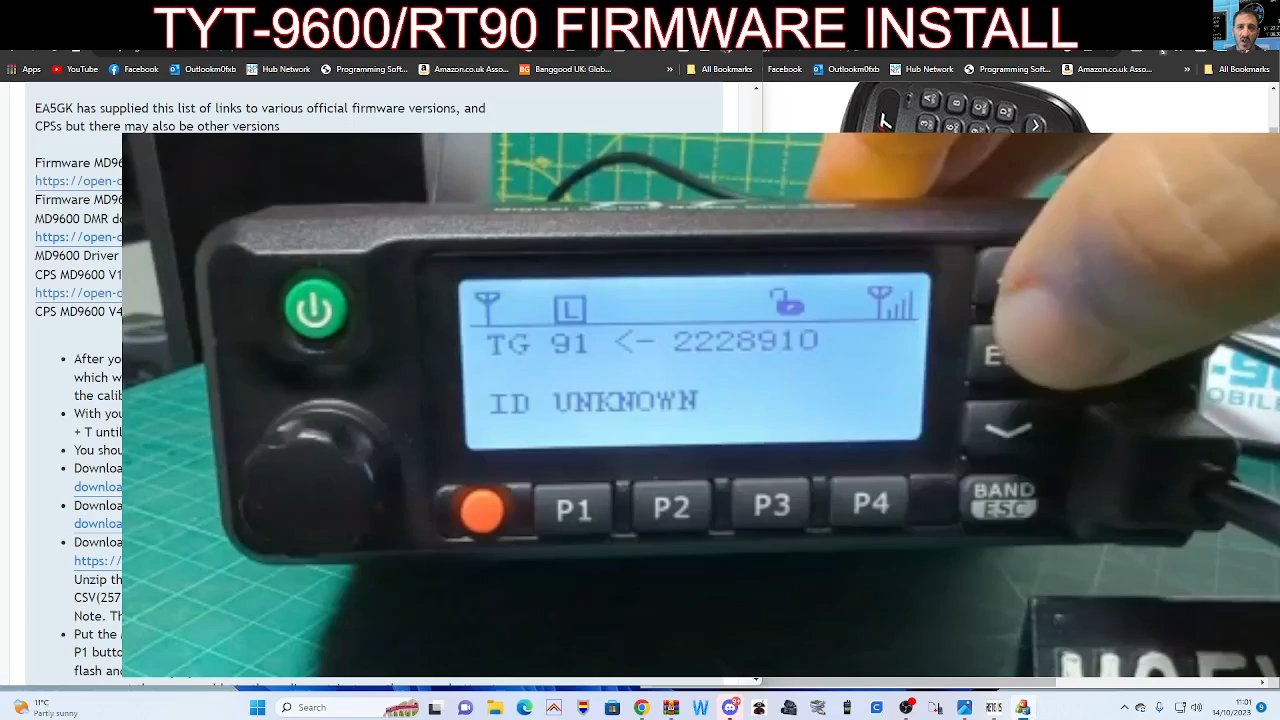 TYT-9600/RT90 FIRMWARE INSTALL
Apps YouTube Facebook Outlookm0fxb Hub Network Programming Soft... Amazon.co.uk Asso... Banggood UK: Glob... » All Bookmarks Facebook Outlookm0fxb Hub Network Programming Soft... Amazon.co.uk Asso... » All Bookmarks
EA5GK has supplied this list of links to various official firmware versions, and
CPSs but there may also be other versions
Firmware MD96
https://open-
Firmware MD96
MD9600 DMR do
https://open-
MD9600 Driver
CPS MD9600 V1
https://open-
CPS MD9600 V4
After yo
which w
the calib
With you
+ T until
You shou
Downloa
downloa
Downloa
downloa
Downloa
https://
Unzip th
CSV(257
Note. Th
Put the
P1 butto
flash and
L
TG 91 <- 2228910
ID UNKNOWN
P1 P2 P3 P4
BAND
ESC
11°C
Partly sunny
Search
11:01
14/10/2023